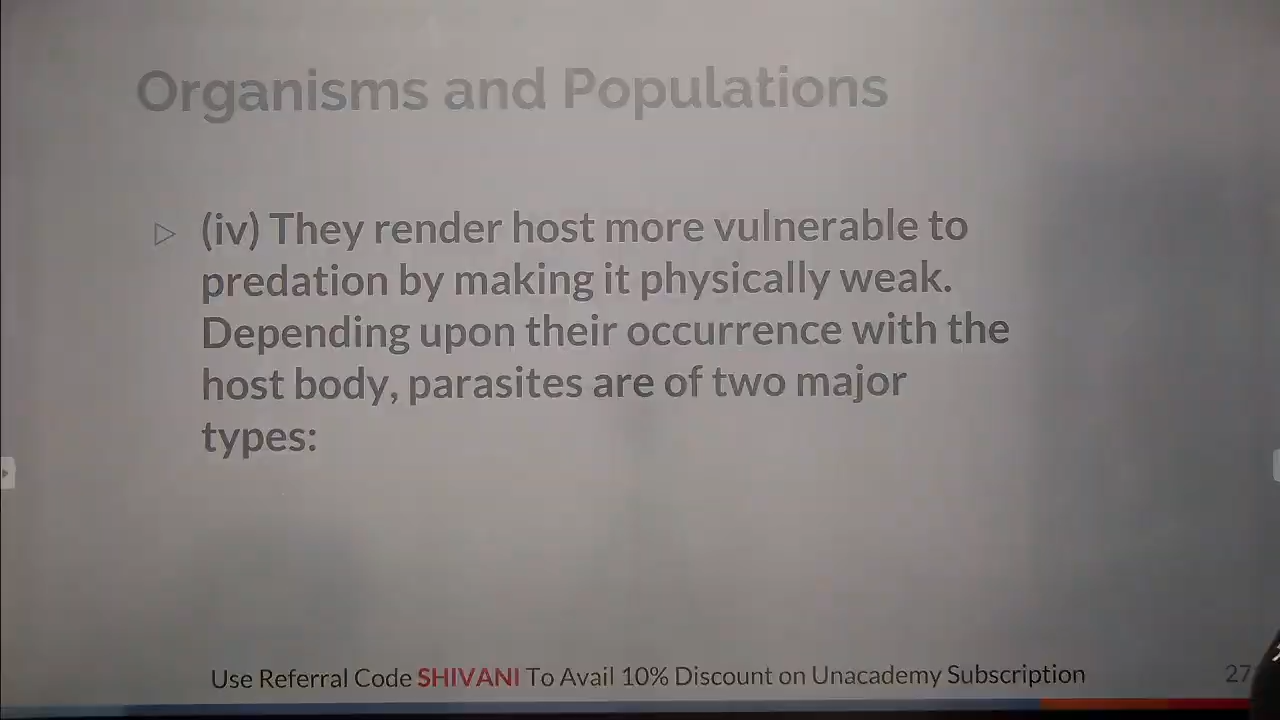 Organisms and Populations
(iv) They render host more vulnerable to
predation by making it physically weak.
Depending upon their occurrence with the
host body, parasites are of two major
types:
Use Referral Code SHIVANI To Avail 10% Discount on Unacademy Subscription
27